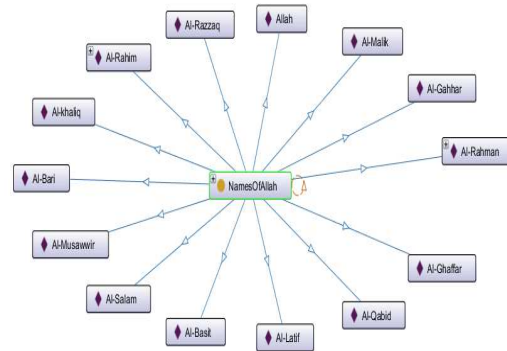 Allah
Al-Razzaq
Al-Malik
Al-Rahim
Al-Gahhar
Al-khaliq
Al-Rahman
Al-Bari
NamesOfAllah
Al-Musawwir
Al-Ghaffar
Al-Salam
Al-Qabid
Al-Basit
Al-Latif